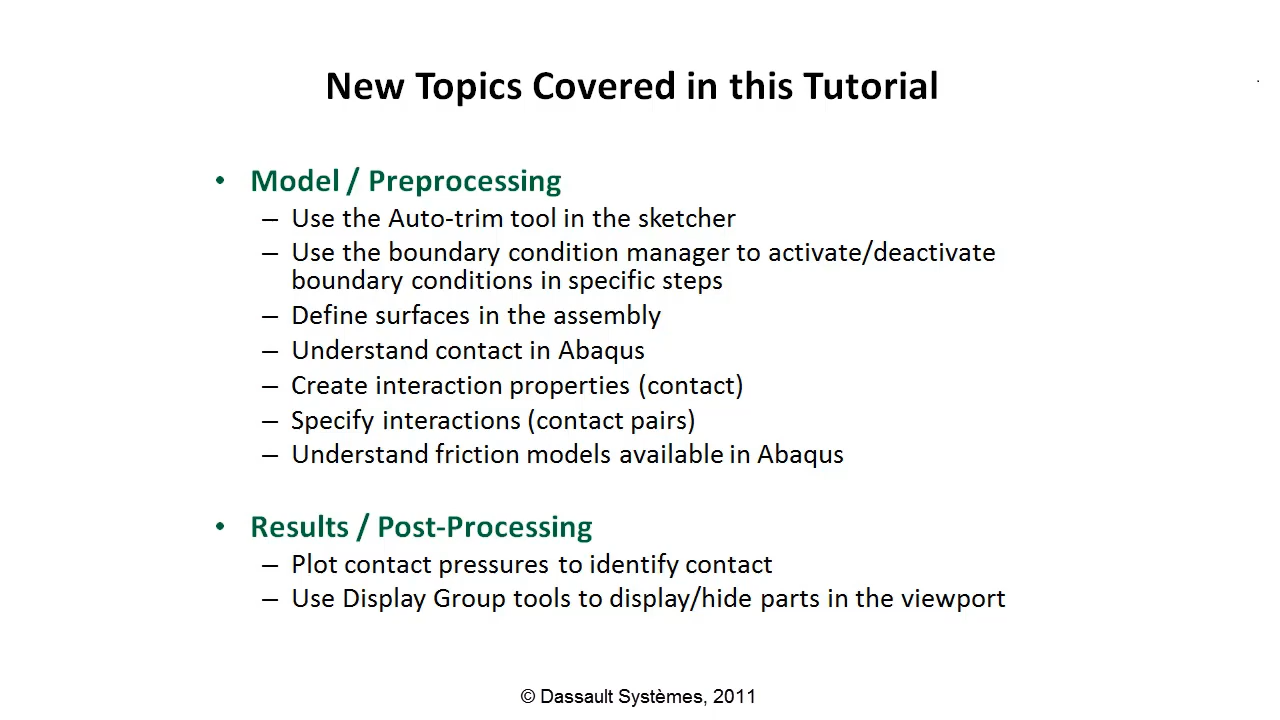 New Topics Covered in this Tutorial
• Model / Preprocessing
– Use the Auto-trim tool in the sketcher
– Use the boundary condition manager to activate/deactivate
boundary conditions in specific steps
– Define surfaces in the assembly
– Understand contact in Abaqus
– Create interaction properties (contact)
– Specify interactions (contact pairs)
– Understand friction models available in Abaqus
• Results / Post-Processing
– Plot contact pressures to identify contact
– Use Display Group tools to display/hide parts in the viewport
© Dassault Systèmes, 2011